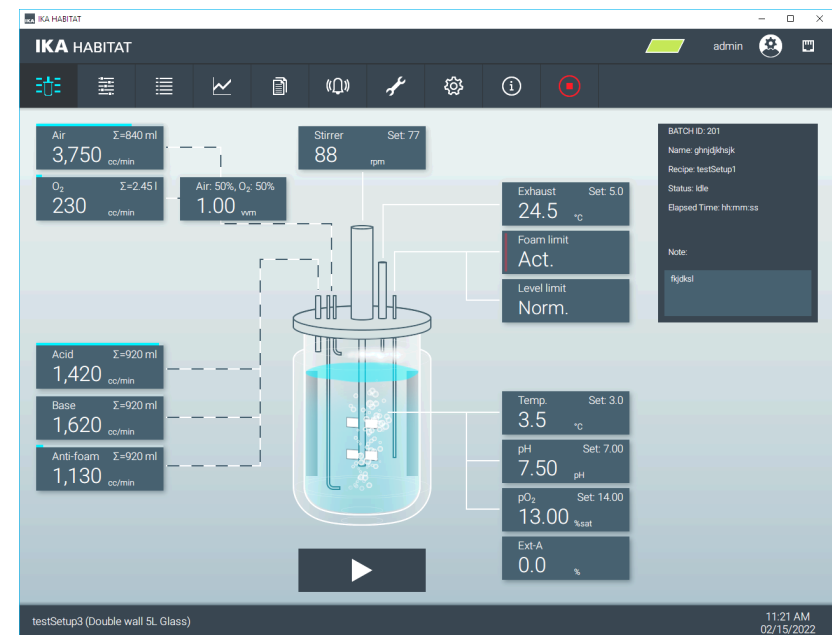 IKA HABITAT
IKA HABITAT
admin
Air Σ=840 ml
3,750 cc/min
O₂ Σ=2.45 l
230 cc/min
Air: 50%, O₂: 50%
1.00 vvm
Stirrer Set: 77
88 rpm
Exhaust Set: 5.0
24.5 °C
Foam limit
Act.
Level limit
Norm.
BATCH ID: 201
Name: ghnjdjkhsjk
Recipe: testSetup1
Status: Idle
Elapsed Time: hh:mm:ss
Note:
fkjdksl
Acid Σ=920 ml
1,420 cc/min
Base Σ=920 ml
1,620 cc/min
Anti-foam Σ=920 ml
1,130 cc/min
Temp. Set: 3.0
3.5 °C
pH Set: 7.00
7.50 pH
pO₂ Set: 14.00
13.00 %sat
Ext-A
0.0 %
testSetup3 (Double wall 5L Glass)
11:21 AM
02/15/2022